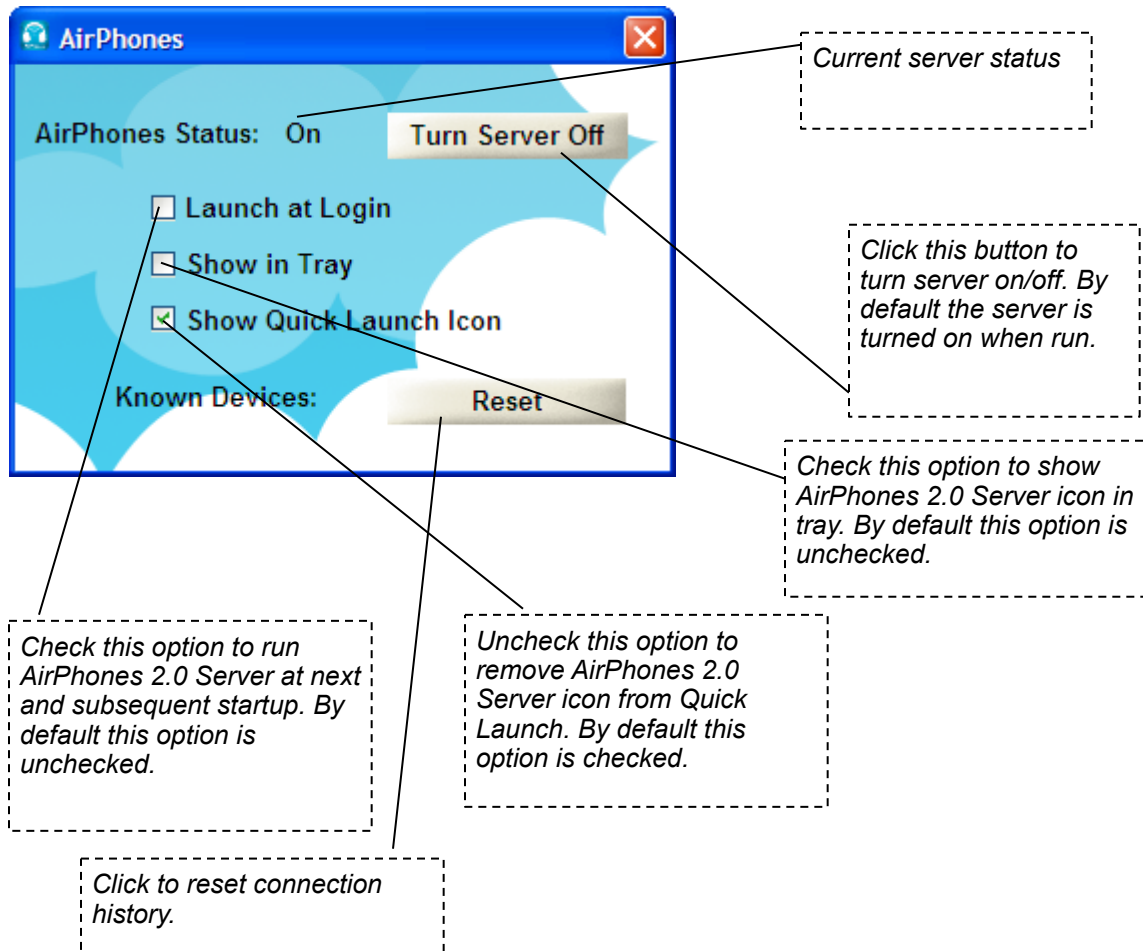 AirPhones
AirPhones Status: On
Turn Server Off
Launch at Login
Show in Tray
Show Quick Launch Icon
Known Devices:
Reset
Current server status
Click this button to
turn server on/off. By
default the server is
turned on when run.
Check this option to show
AirPhones 2.0 Server icon in
tray. By default this option is
unchecked.
Check this option to run
AirPhones 2.0 Server at next
and subsequent startup. By
default this option is
unchecked.
Uncheck this option to
remove AirPhones 2.0
Server icon from Quick
Launch. By default this
option is checked.
Click to reset connection
history.